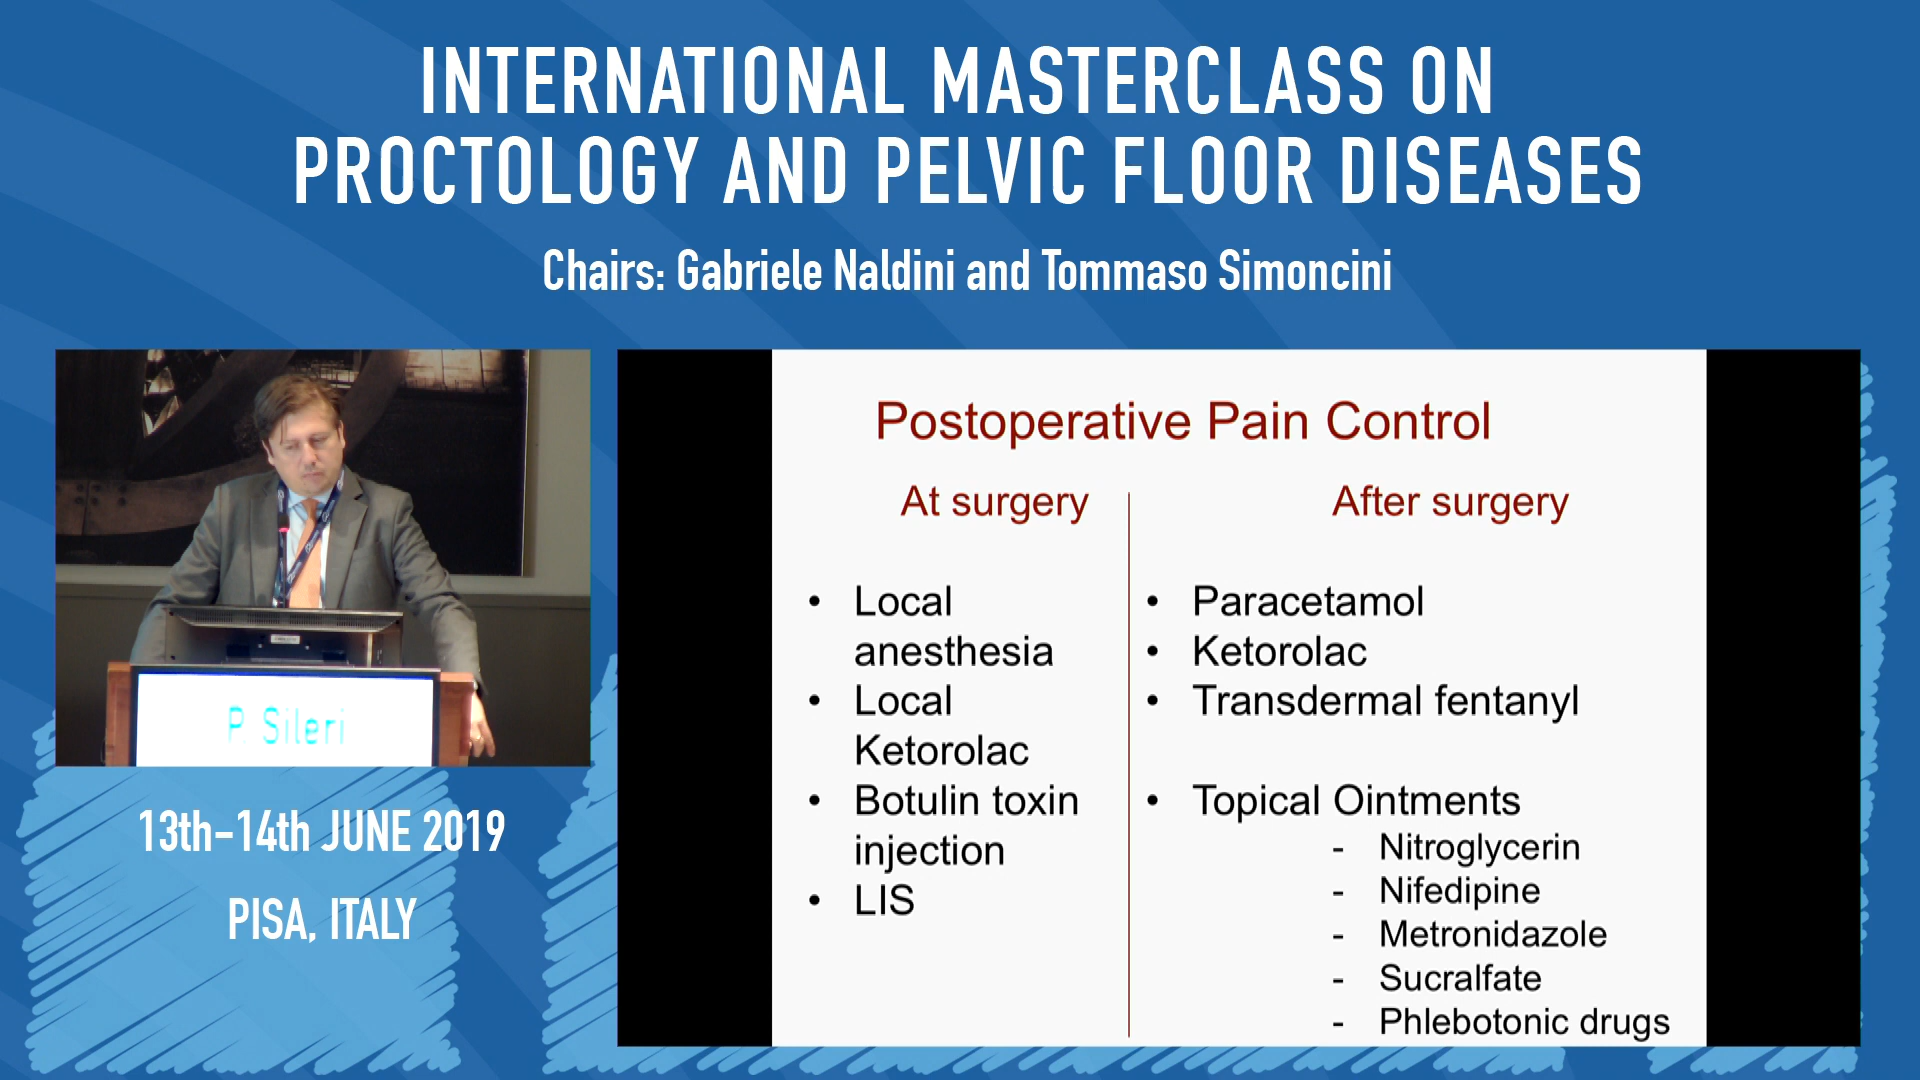 INTERNATIONAL MASTERCLASS ON
PROCTOLOGY AND PELVIC FLOOR DISEASES
Chairs: Gabriele Naldini and Tommaso Simoncini
P. Sileri
13th-14th JUNE 2019
PISA, ITALY
Postoperative Pain Control
At surgery
• Local
anesthesia
• Local
Ketorolac
• Botulin toxin
injection
• LIS
After surgery
• Paracetamol
• Ketorolac
• Transdermal fentanyl
• Topical Ointments
- Nitroglycerin
- Nifedipine
- Metronidazole
- Sucralfate
- Phlebotonic drugs